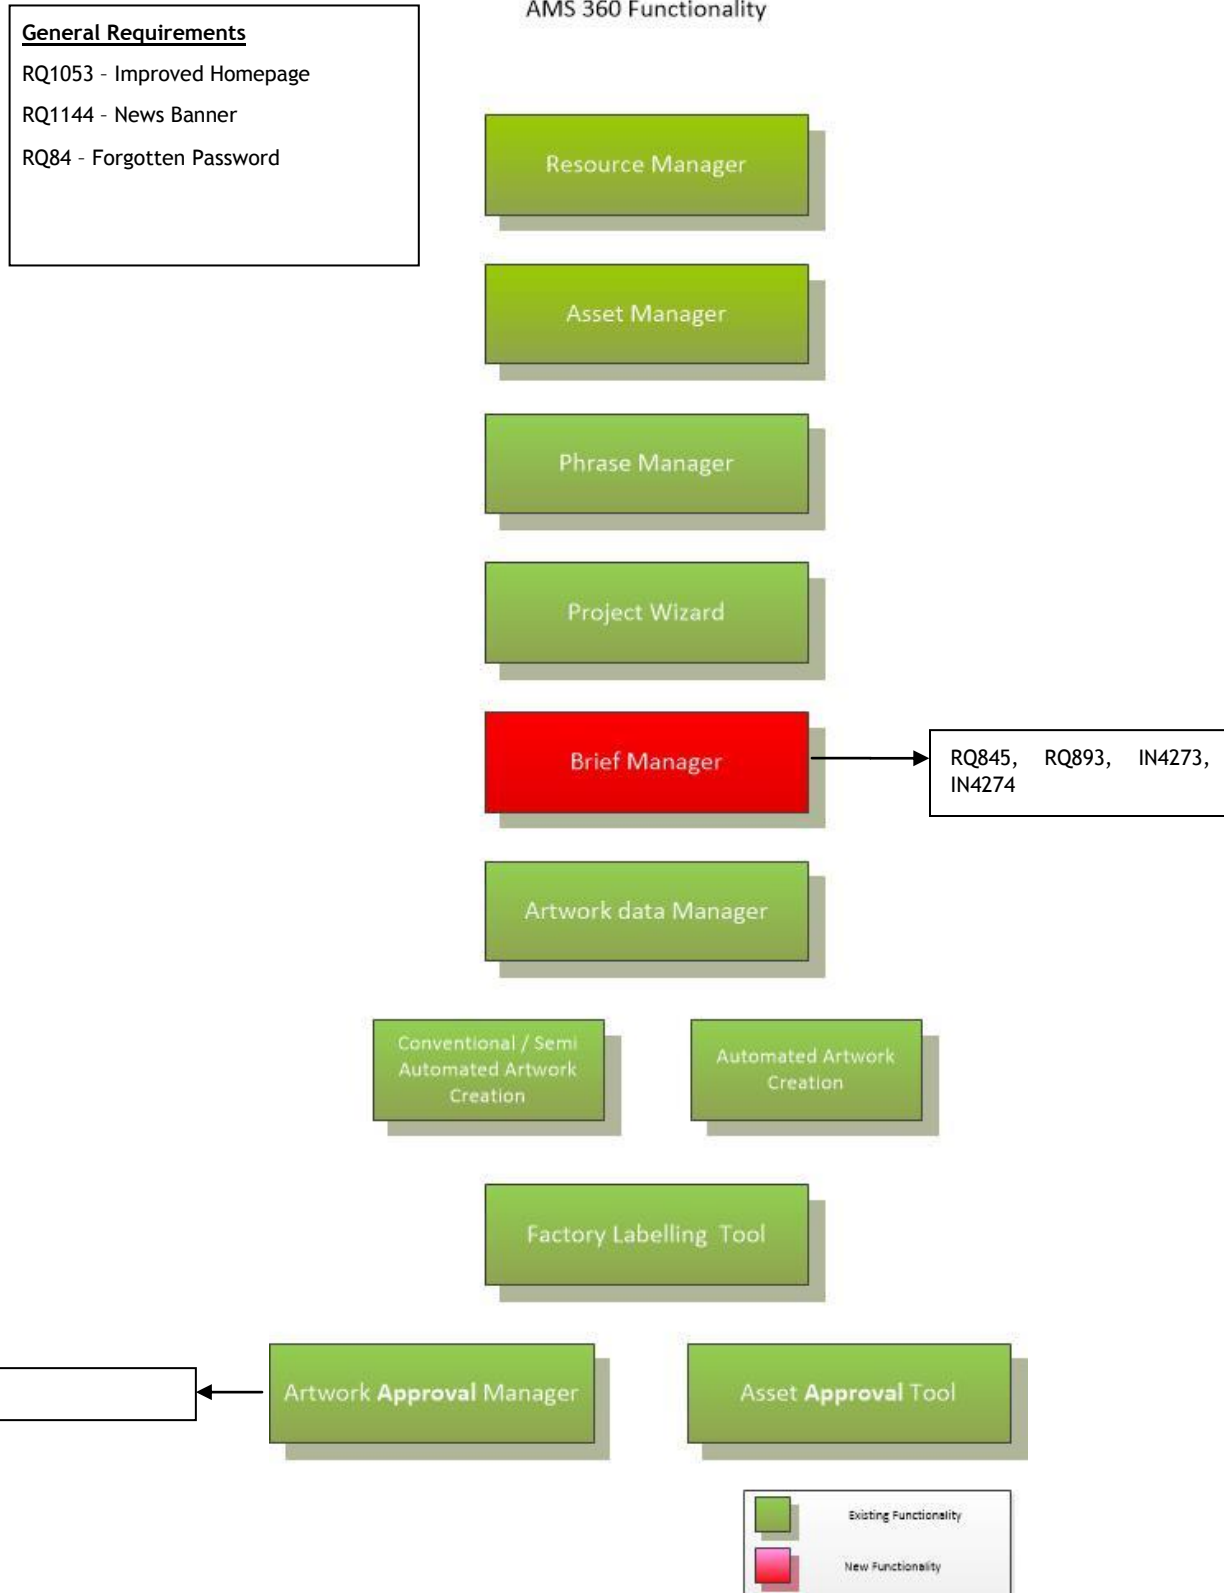 AMS 360 Functionality
General Requirements
RQ1053 – Improved Homepage
RQ1144 – News Banner
RQ84 – Forgotten Password
Resource Manager
Asset Manager
Phrase Manager
Project Wizard
Brief Manager
RQ845, RQ893, IN4273,
IN4274
Artwork data Manager
Conventional / Semi
Automated Artwork
Creation
Automated Artwork
Creation
Factory Labelling Tool
Artwork Approval Manager
Asset Approval Tool
Existing Functionality
New Functionality